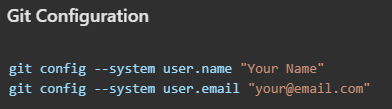 Git Configuration
git config --system user.name "Your Name"
git config --system user.email "your@email.com"